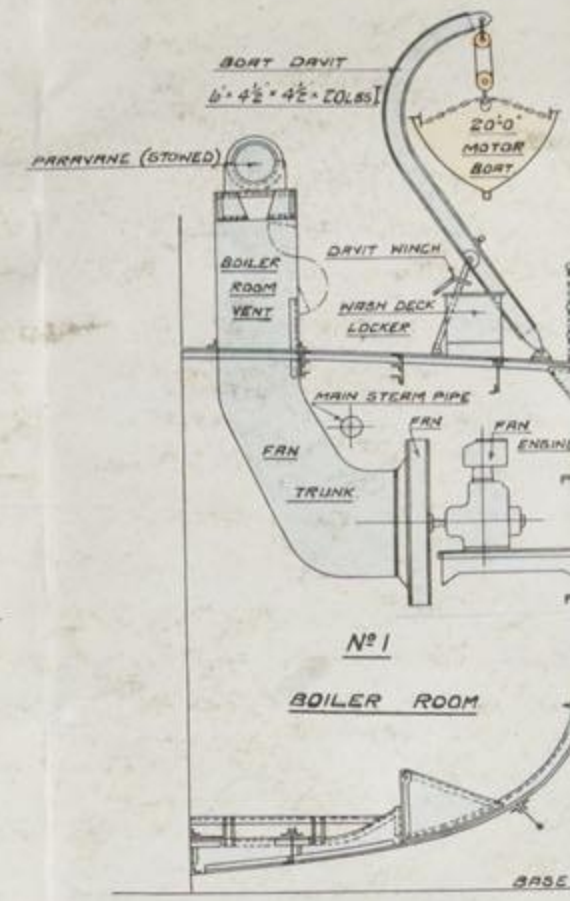 BOAT DAVIT
6" × 4½" × 4½" = 20LBS I
20'-0"
MOTOR
BOAT
PARAVANE (STOWED)
BOILER
ROOM
VENT
DAVIT WINCH
WASH DECK
LOCKER
MAIN STEAM PIPE
FAN
FAN
ENGINE
FAN
TRUNK
Nº 1
BOILER ROOM
BASE